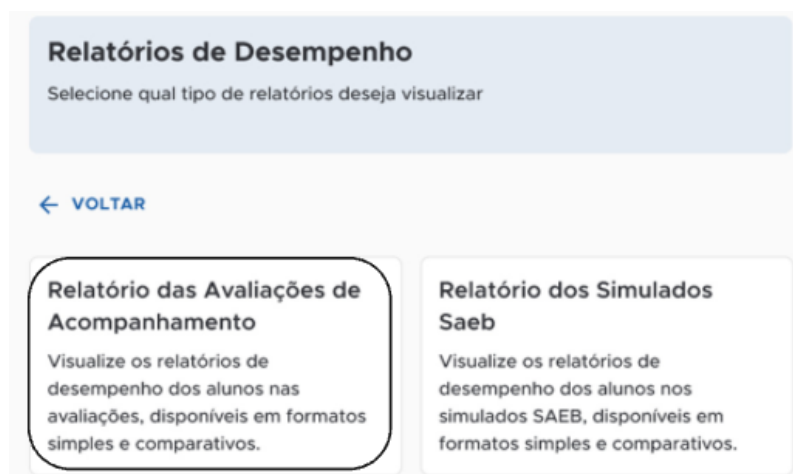 Relatórios de Desempenho
Selecione qual tipo de relatórios deseja visualizar
← VOLTAR
Relatório das Avaliações de
Acompanhamento
Visualize os relatórios de
desempenho dos alunos nas
avaliações, disponíveis em formatos
simples e comparativos.
Relatório dos Simulados
Saeb
Visualize os relatórios de
desempenho dos alunos nos
simulados SAEB, disponíveis em
formatos simples e comparativos.